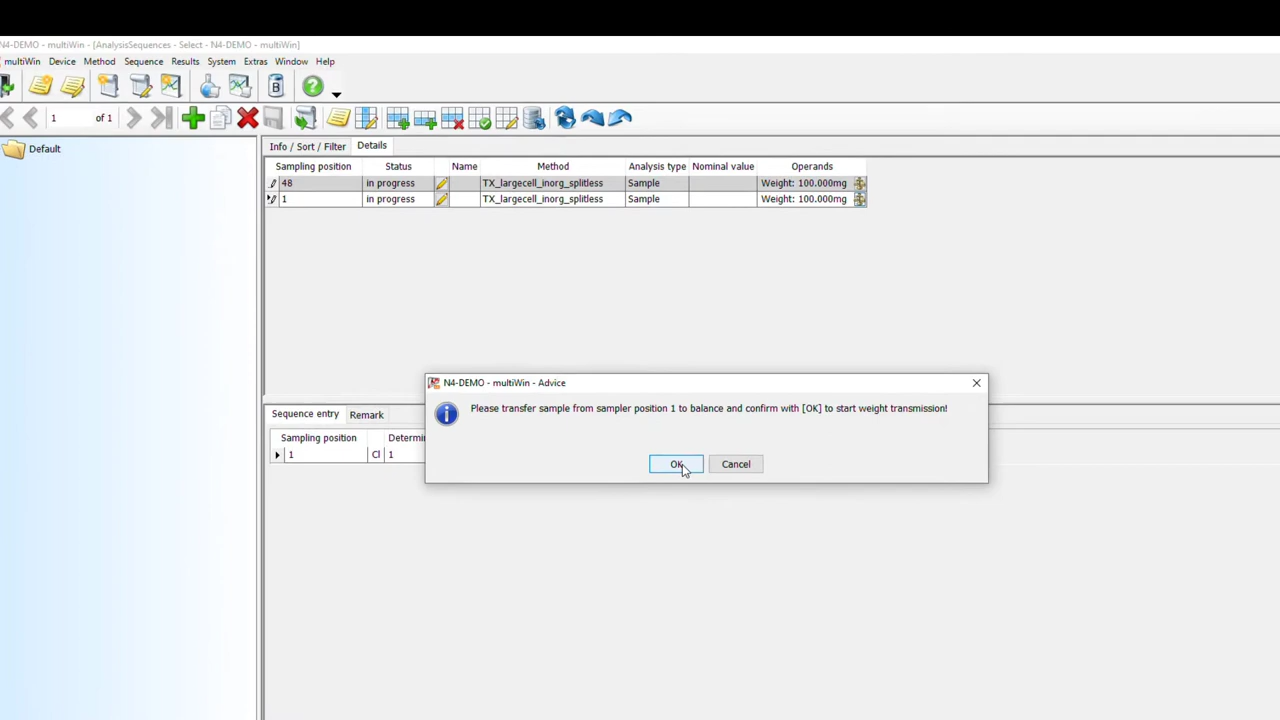 N4-DEMO - multiWin - [AnalysisSequences - Select - N4-DEMO - multiWin]
multiWin Device Method Sequence Results System Extras Window Help
B ?
1 of 1
Default
Info / Sort / Filter Details
Sampling position Status Name Method Analysis type Nominal value Operands
48 in progress TX_largecell_inorg_splitless Sample Weight: 100.000mg
1 in progress TX_largecell_inorg_splitless Sample Weight: 100.000mg
N4-DEMO - multiWin - Advice
Please transfer sample from sampler position 1 to balance and confirm with [OK] to start weight transmission!
OK Cancel
Sequence entry Remark
Sampling position Determin
1 Cl 1